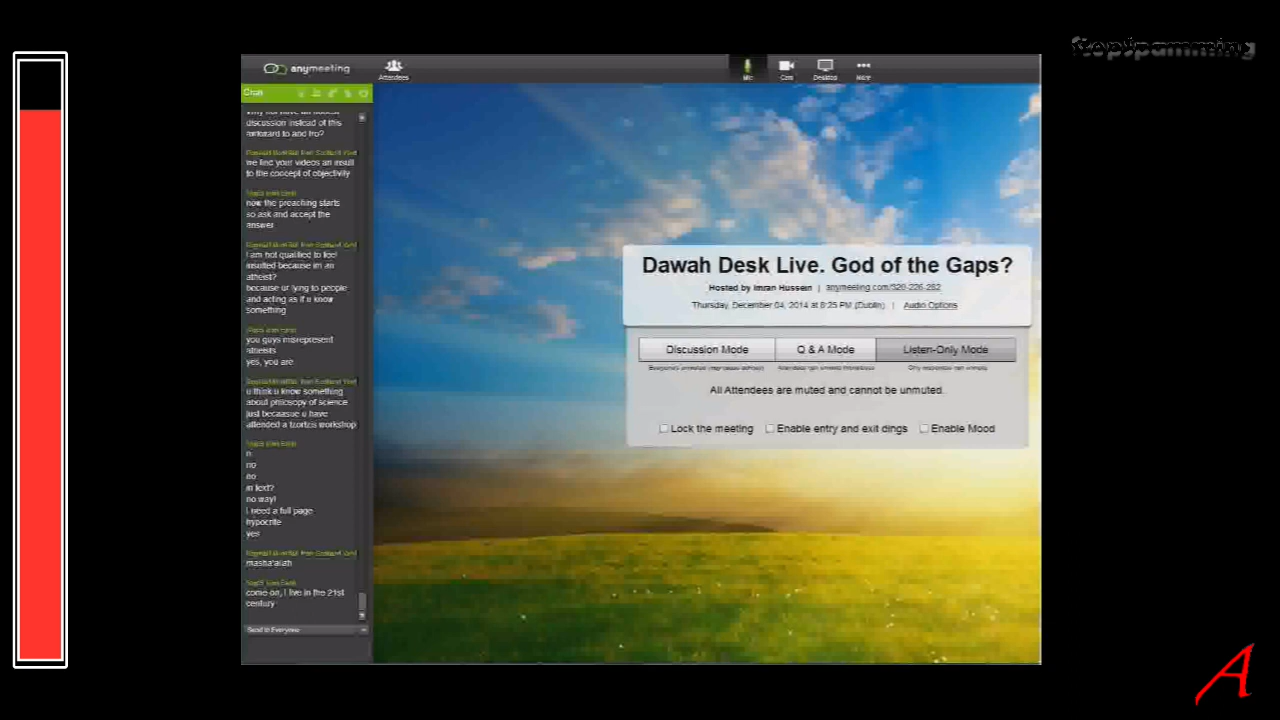 StopSpamming
anymeeting
Attendees
Mic
Cam
Desktop
More
Chat
discussion instead of this
awkward to and fro?
we find your videos an insult
to the concept of objectivity
now the preaching starts
so ask and accept the
answer
I am not qualified to feel
insulted because im an
atheist?
because ur lying to people
and acting as if u know
something
you guys misrepresent
atheists
yes, you are
u think u know something
about philosopy of science
just because u have
attended a tzortzis workshop
n
no
no
in text?
no way!
I need a full page
hypocrite
yes
masha'allah
come on, I live in the 21st
century
Send to Everyone
Dawah Desk Live. God of the Gaps?
Hosted by Imran Hussein | anymeeting.com/320-226-282
Thursday, December 04, 2014 at 8:25 PM (Dublin) | Audio Options
Discussion Mode
Q & A Mode
Listen-Only Mode
All Attendees are muted and cannot be unmuted.
Lock the meeting
Enable entry and exit dings
Enable Mood
A